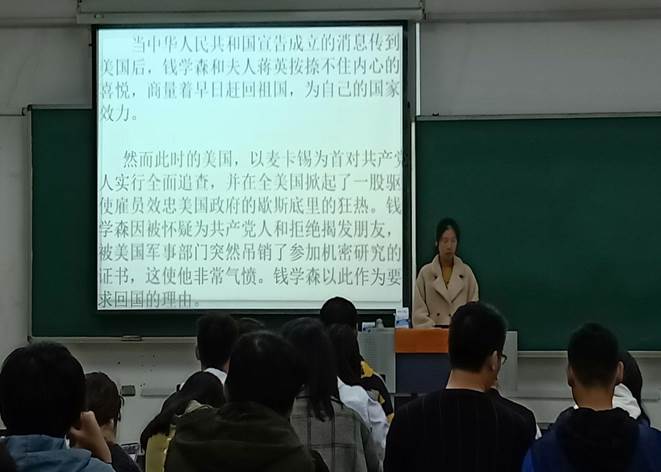 当中华人民共和国宣告成立的消息传到
美国后，钱学森和夫人蒋英按捺不住内心的
喜悦，商量着早日赶回祖国，为自己的国家
效力。
然而此时的美国，以麦卡锡为首对共产党
人实行全面追查，并在全美国掀起了一股驱
使雇员效忠美国政府的歇斯底里的狂热。钱
学森因被怀疑为共产党人和拒绝揭发朋友，
被美国军事部门突然吊销了参加机密研究的
证书，这使他非常气愤。钱学森以此作为要
求回国的理由。